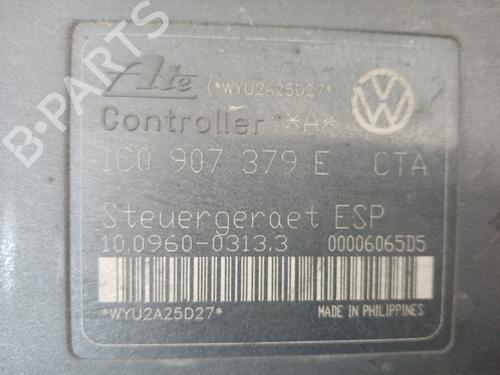 B-PARTS
Ate (*WYU2A25D27*)
Controller *A*
1C0 907 379 E CTA
Steuergeraet ESP
10.0960-0313.3 00006065D5
*WYU2A25D27* MADE IN PHILIPPINES